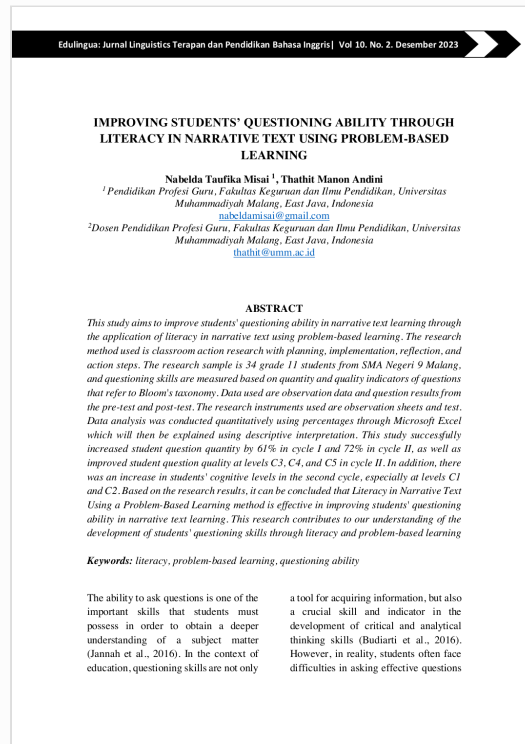 Edulingua: Jurnal Linguistics Terapan dan Pendidikan Bahasa Inggris| Vol 10. No. 2. Desember 2023
IMPROVING STUDENTS' QUESTIONING ABILITY THROUGH
LITERACY IN NARRATIVE TEXT USING PROBLEM-BASED
LEARNING
Nabelda Taufika Misai ¹, Thathit Manon Andini
¹ Pendidikan Profesi Guru, Fakultas Keguruan dan Ilmu Pendidikan, Universitas
Muhammadiyah Malang, East Java, Indonesia
nabeldamisai@gmail.com
²Dosen Pendidikan Profesi Guru, Fakultas Keguruan dan Ilmu Pendidikan, Universitas
Muhammadiyah Malang, East Java, Indonesia
thathit@umm.ac.id
ABSTRACT
This study aims to improve students' questioning ability in narrative text learning through
the application of literacy in narrative text using problem-based learning. The research
method used is classroom action research with planning, implementation, reflection, and
action steps. The research sample is 34 grade 11 students from SMA Negeri 9 Malang,
and questioning skills are measured based on quantity and quality indicators of questions
that refer to Bloom's taxonomy. Data used are observation data and question results from
the pre-test and post-test. The research instruments used are observation sheets and test.
Data analysis was conducted quantitatively using percentages through Microsoft Excel
which will then be explained using descriptive interpretation. This study successfully
increased student question quantity by 61% in cycle I and 72% in cycle II, as well as
improved student question quality at levels C3, C4, and C5 in cycle II. In addition, there
was an increase in students' cognitive levels in the second cycle, especially at levels C1
and C2. Based on the research results, it can be concluded that Literacy in Narrative Text
Using a Problem-Based Learning method is effective in improving students' questioning
ability in narrative text learning. This research contributes to our understanding of the
development of students' questioning skills through literacy and problem-based learning
Keywords: literacy, problem-based learning, questioning ability
The ability to ask questions is one of the
important skills that students must
possess in order to obtain a deeper
understanding of a subject matter
(Jannah et al., 2016). In the context of
education, questioning skills are not only
a tool for acquiring information, but also
a crucial skill and indicator in the
development of critical and analytical
thinking skills (Budiarti et al., 2016).
However, in reality, students often face
difficulties in asking effective questions